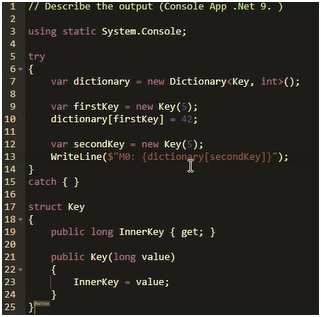 1 // Describe the output (Console App .Net 9. )
2
3 using static System.Console;
4
5 try
6 {
7 var dictionary = new Dictionary<Key, int>();
8
9 var firstKey = new Key(5);
10 dictionary[firstKey] = 42;
11
12 var secondKey = new Key(5);
13 WriteLine($"M0: {dictionary[secondKey]}");
14 }
15 catch { }
16
17 struct Key
18 {
19 public long InnerKey { get; }
20
21 public Key(long value)
22 {
23 InnerKey = value;
24 }
25 }